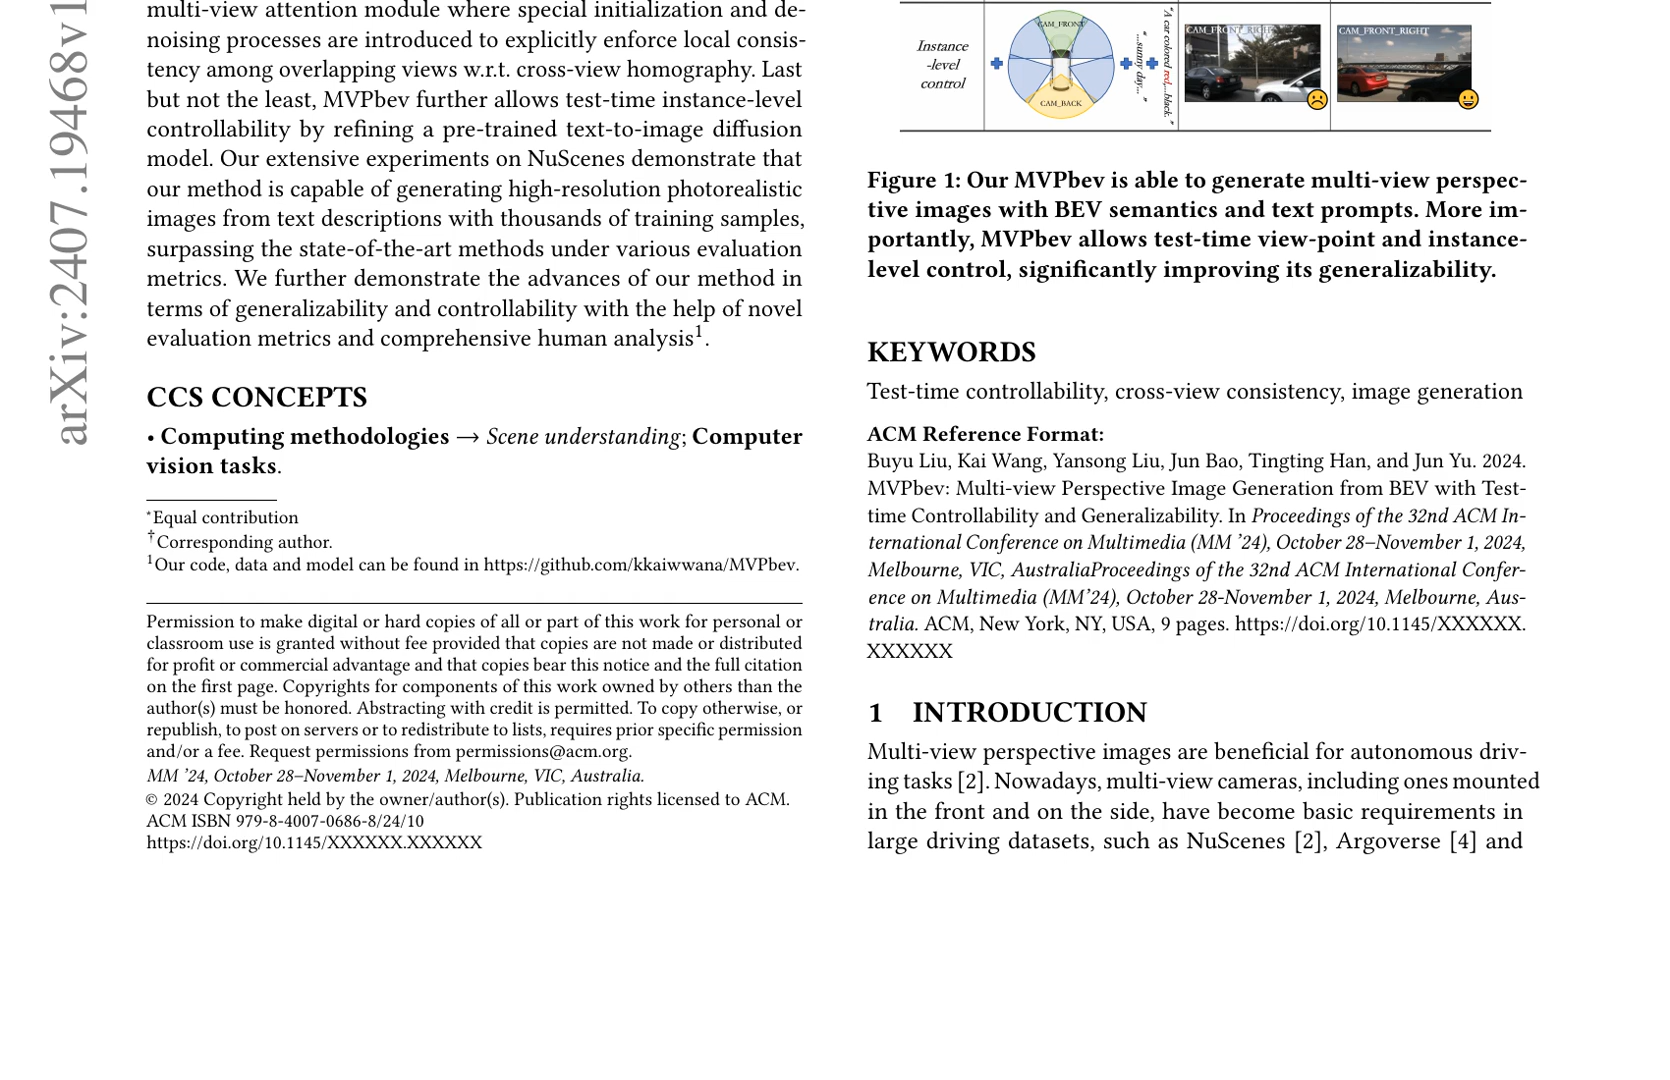 arXiv:2407.19468v1
multi-view attention module where special initialization and de-
noising processes are introduced to explicitly enforce local consis-
tency among overlapping views w.r.t. cross-view homography. Last
but not the least, MVPbev further allows test-time instance-level
controllability by refining a pre-trained text-to-image diffusion
model. Our extensive experiments on NuScenes demonstrate that
our method is capable of generating high-resolution photorealistic
images from text descriptions with thousands of training samples,
surpassing the state-of-the-art methods under various evaluation
metrics. We further demonstrate the advances of our method in
terms of generalizability and controllability with the help of novel
evaluation metrics and comprehensive human analysis¹.
CCS CONCEPTS
• Computing methodologies → Scene understanding; Computer
vision tasks.
*Equal contribution
†Corresponding author.
¹Our code, data and model can be found in https://github.com/kkaiwwana/MVPbev.
Permission to make digital or hard copies of all or part of this work for personal or
classroom use is granted without fee provided that copies are not made or distributed
for profit or commercial advantage and that copies bear this notice and the full citation
on the first page. Copyrights for components of this work owned by others than the
author(s) must be honored. Abstracting with credit is permitted. To copy otherwise, or
republish, to post on servers or to redistribute to lists, requires prior specific permission
and/or a fee. Request permissions from permissions@acm.org.
MM ’24, October 28–November 1, 2024, Melbourne, VIC, Australia.
© 2024 Copyright held by the owner/author(s). Publication rights licensed to ACM.
ACM ISBN 979-8-4007-0686-8/24/10
https://doi.org/10.1145/XXXXXX.XXXXXX
Instance
-level
control
CAM_FRONT
CAM_BACK
“...sunny day...”
“A car colored red,...black.”
CAM_FRONT_RIGHT
CAM_FRONT_RIGHT
Figure 1: Our MVPbev is able to generate multi-view perspec-
tive images with BEV semantics and text prompts. More im-
portantly, MVPbev allows test-time view-point and instance-
level control, significantly improving its generalizability.
KEYWORDS
Test-time controllability, cross-view consistency, image generation
ACM Reference Format:
Buyu Liu, Kai Wang, Yansong Liu, Jun Bao, Tingting Han, and Jun Yu. 2024.
MVPbev: Multi-view Perspective Image Generation from BEV with Test-
time Controllability and Generalizability. In Proceedings of the 32nd ACM In-
ternational Conference on Multimedia (MM ’24), October 28–November 1, 2024,
Melbourne, VIC, AustraliaProceedings of the 32nd ACM International Confer-
ence on Multimedia (MM’24), October 28-November 1, 2024, Melbourne, Aus-
tralia. ACM, New York, NY, USA, 9 pages. https://doi.org/10.1145/XXXXXX.
XXXXXX
1 INTRODUCTION
Multi-view perspective images are beneficial for autonomous driv-
ing tasks [2]. Nowadays, multi-view cameras, including ones mounted
in the front and on the side, have become basic requirements in
large driving datasets, such as NuScenes [2], Argoverse [4] and